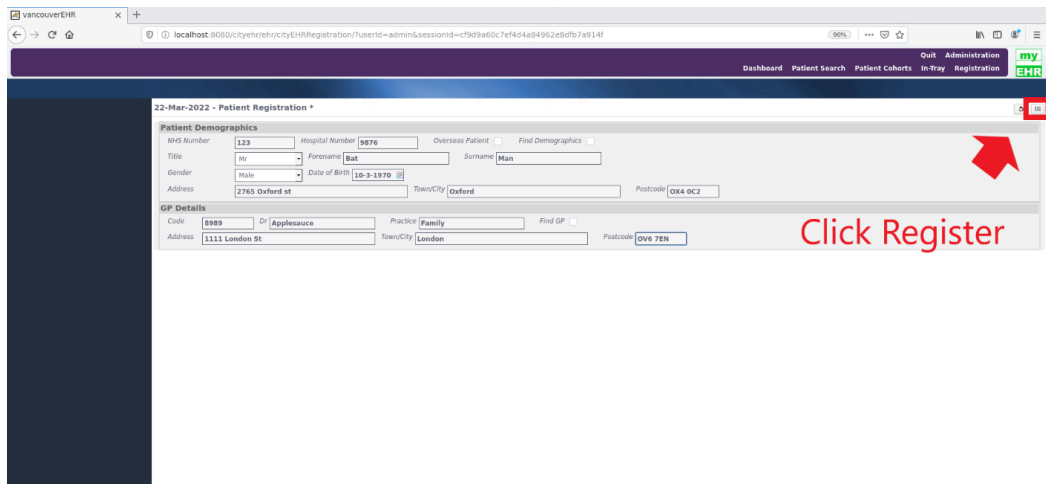 vancouverEHR
localhost:8080/cityehr/ehr/cityEHRRegistration/?userId=admin&sessionId=cf9d9a60c7ef4d4a84962e8dfb7a914f
90%
Quit Administration
Dashboard Patient Search Patient Cohorts In-Tray Registration
my
EHR
22-Mar-2022 - Patient Registration *
Patient Demographics
NHS Number 123 Hospital Number 9876 Overseas Patient Find Demographics
Title Mr Forename Bat Surname Man
Gender Male Date of Birth 10-3-1970
Address 2765 Oxford st Town/City Oxford Postcode OX4 0C2
GP Details
Code 8989 Dr Applesauce Practice Family Find GP
Address 1111 London St Town/City London Postcode OV6 7EN
Click Register